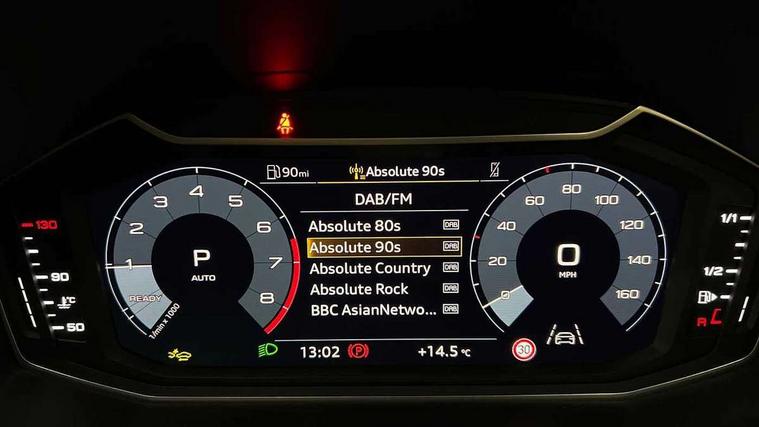 90mi Absolute 90s
DAB/FM
Absolute 80s DAB
Absolute 90s DAB
Absolute Country DAB
Absolute Rock DAB
BBC AsianNetwo... DAB
1 2 3 4 5 6 7 8
P
AUTO
READY
1/min x 1000
0 20 40 60 80 100 120 140 160
0
MPH
130
90
°C
50
1/1
1/2
R
13:02 P +14.5 °C
30